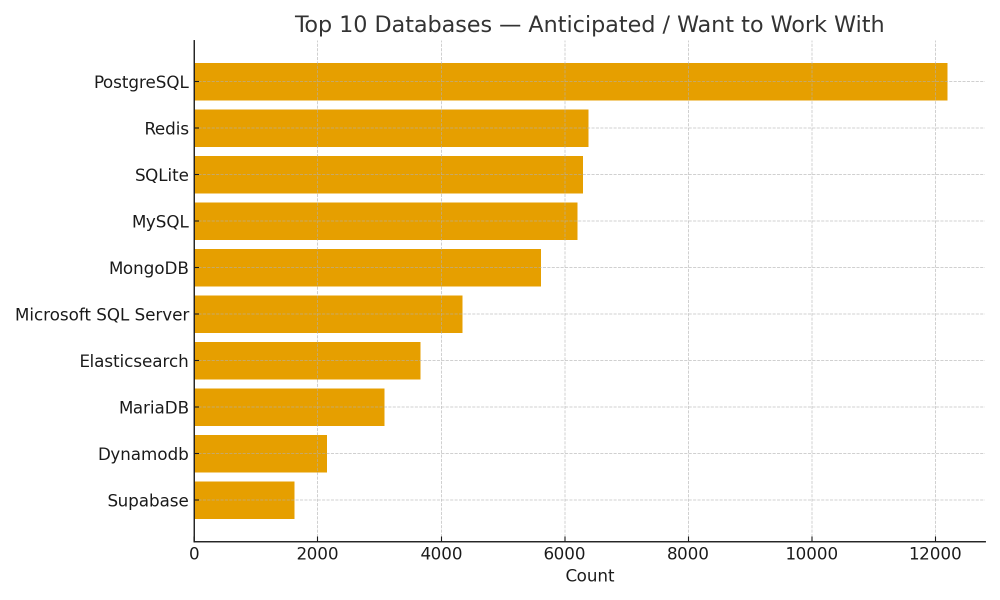 Top 10 Databases — Anticipated / Want to Work With
PostgreSQL
Redis
SQLite
MySQL
MongoDB
Microsoft SQL Server
Elasticsearch
MariaDB
Dynamodb
Supabase
0 2000 4000 6000 8000 10000 12000
Count